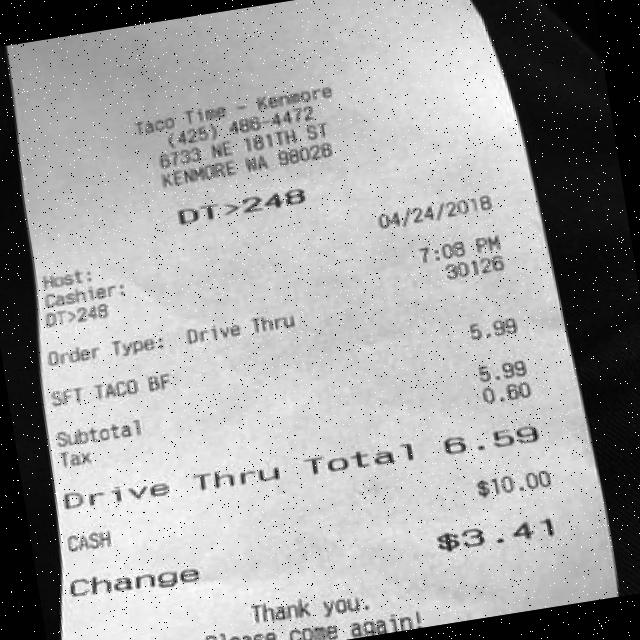 Taco Time - Kenmore
(425) 488-4472
6733 NE 181TH ST
KENMORE WA 98028
DT>248
04/24/2018
Host:
7:09 PM
Cashier:
30126
DT>248
Order Type: Drive Thru
SFT TACO BF 5.99
Subtotal 5.99
Tax 0.60
Drive Thru Total 6.59
CASH $10.00
Change $3.41
Thank you.
Please come again!